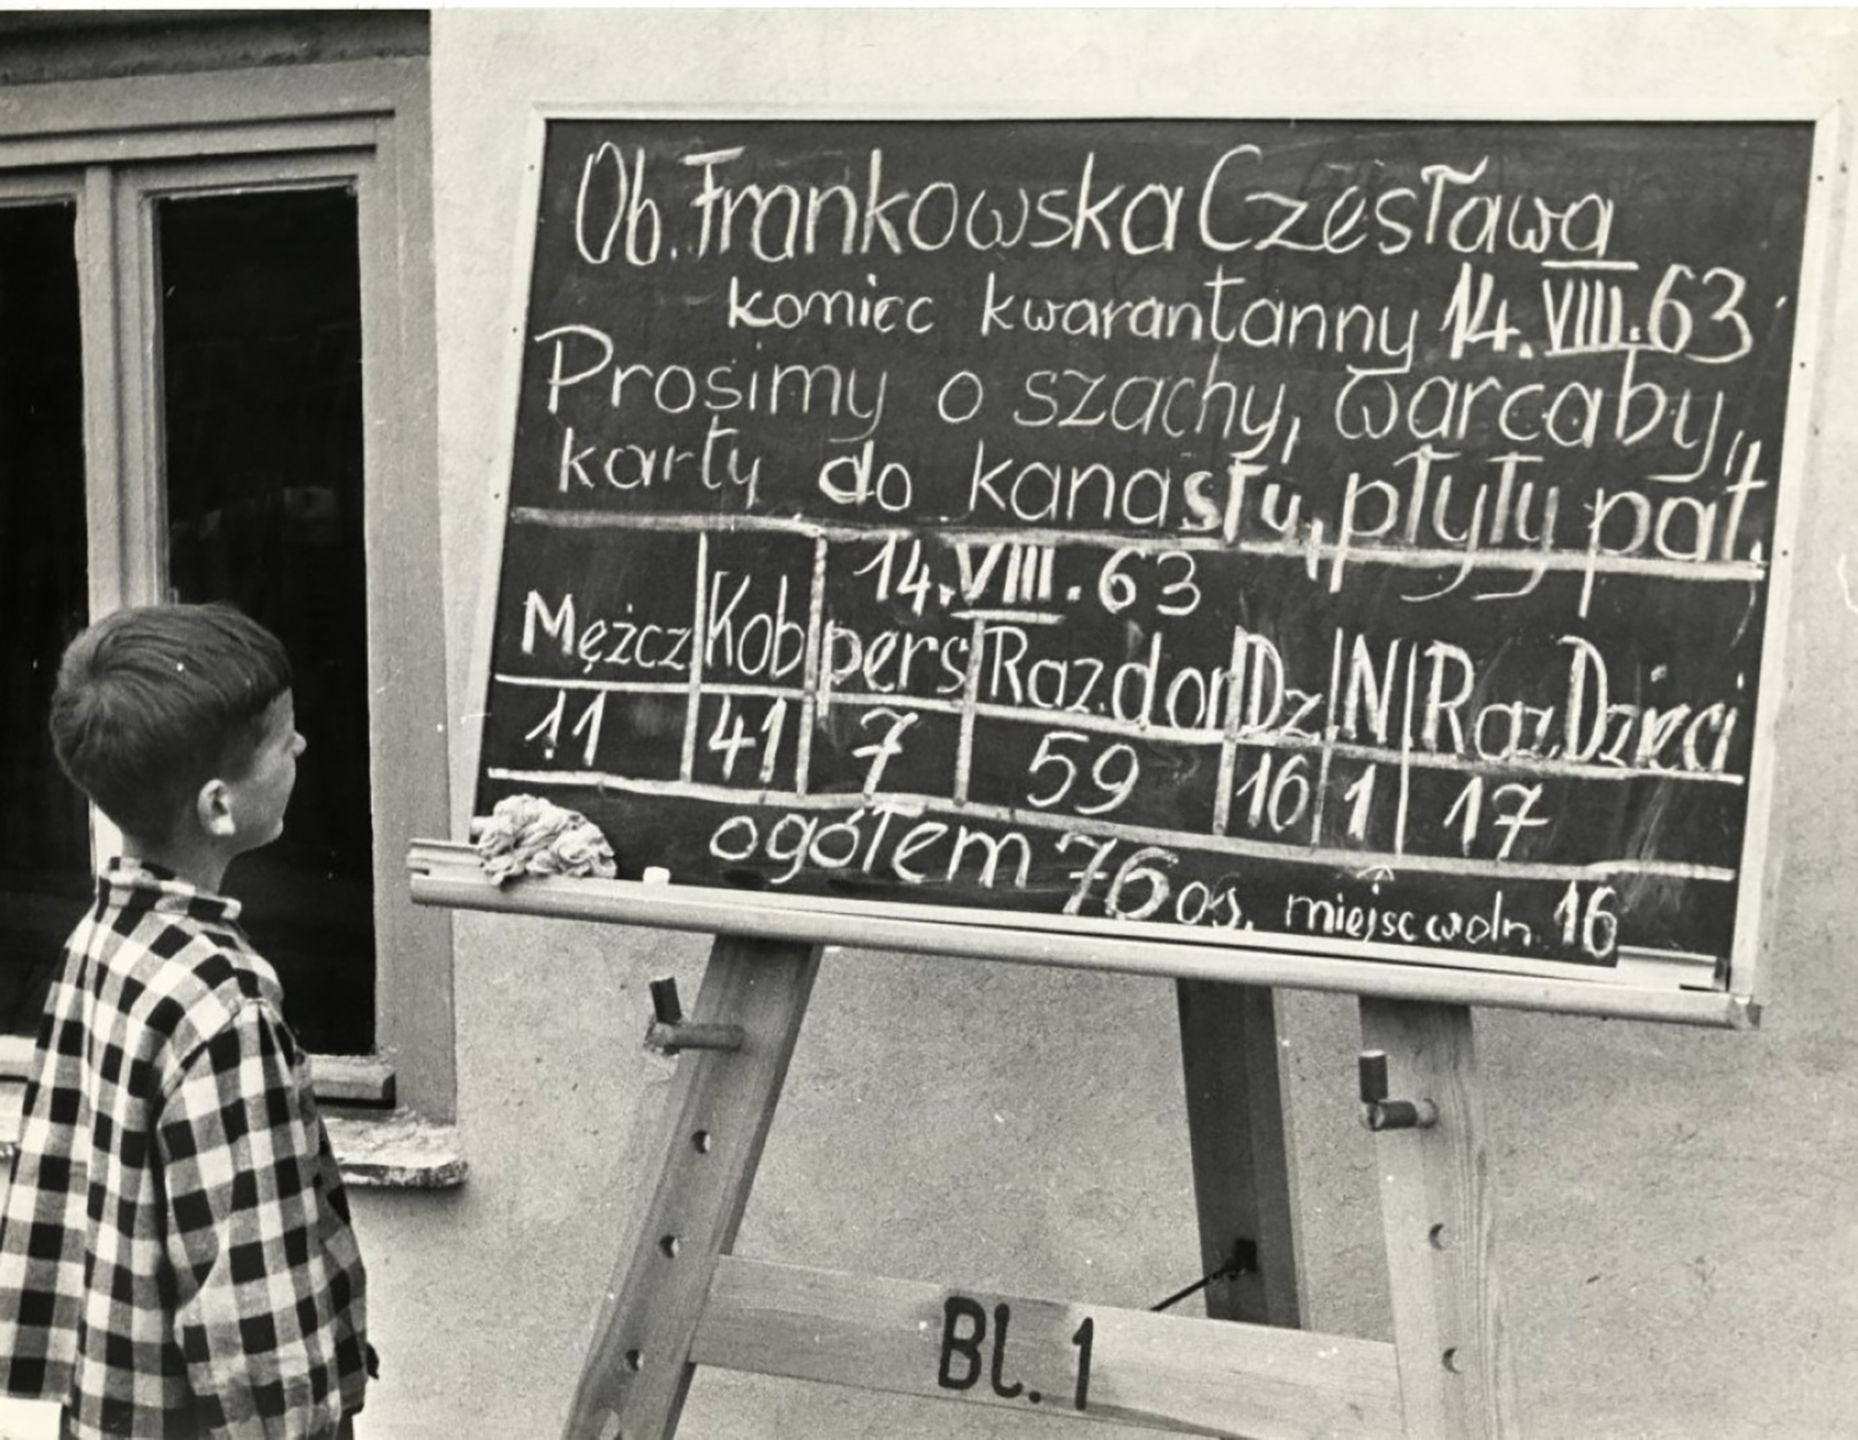 Ob. Frankowska Czesława
koniec kwarantanny 14.VIII.63
Prosimy o szachy, warcaby,
karty do kanasty, płyty pat.
14.VIII.63
Mężcz Kob pers Raz.dor Dz. N Raz.Dzieci
11 41 7 59 16 1 17
ogółem 76 os. miejsc woln. 16
Bl. 1